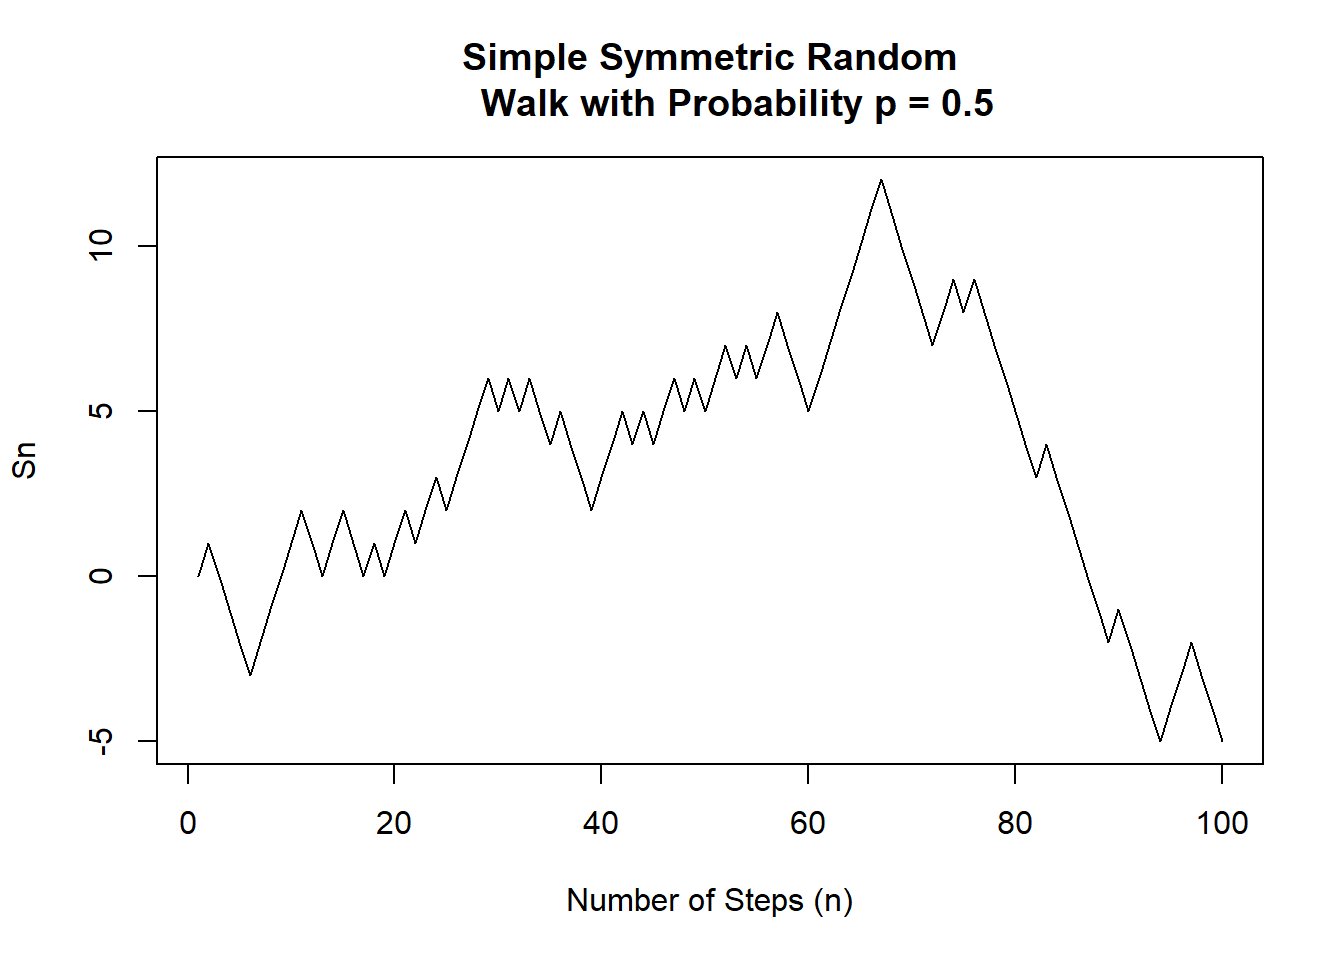 Simple Symmetric Random
Walk with Probability p = 0.5
Sn
10
5
0
-5
0 20 40 60 80 100
Number of Steps (n)